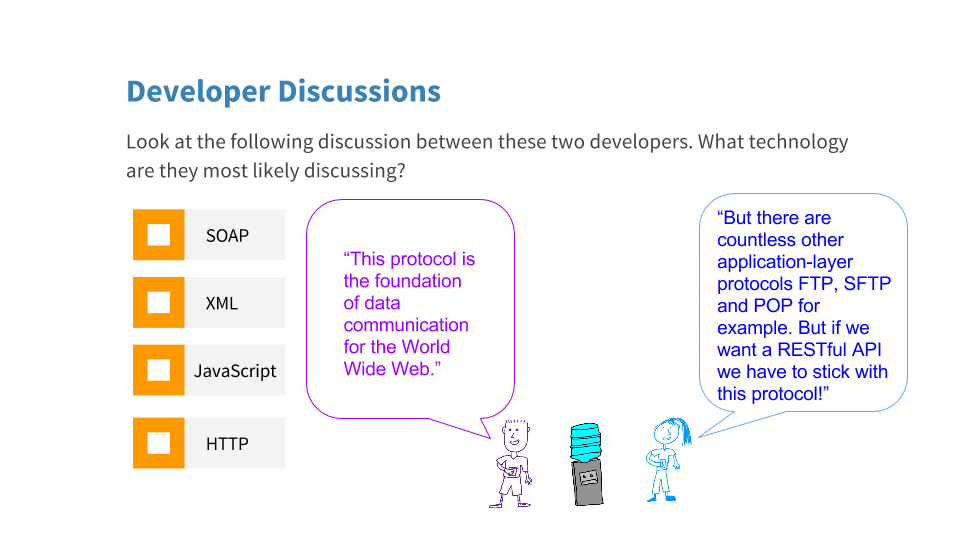 Developer Discussions
Look at the following discussion between these two developers. What technology
are they most likely discussing?
SOAP
XML
JavaScript
HTTP
“This protocol is
the foundation
of data
communication
for the World
Wide Web.”
“But there are
countless other
application-layer
protocols FTP, SFTP
and POP for
example. But if we
want a RESTful API
we have to stick with
this protocol!”